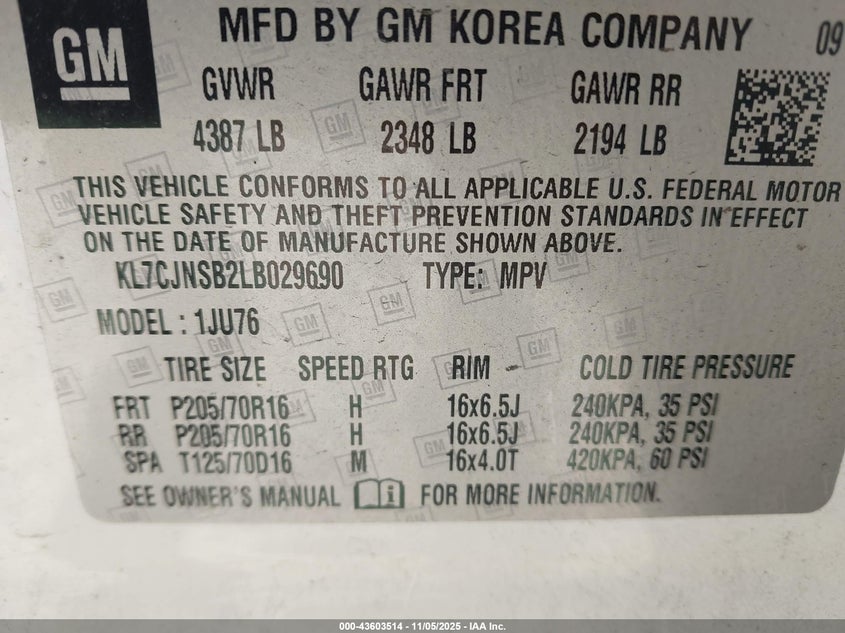 GM
MFD BY GM KOREA COMPANY 09
GVWR GAWR FRT GAWR RR
4387 LB 2348 LB 2194 LB
THIS VEHICLE CONFORMS TO ALL APPLICABLE U.S. FEDERAL MOTOR
VEHICLE SAFETY AND THEFT PREVENTION STANDARDS IN EFFECT
ON THE DATE OF MANUFACTURE SHOWN ABOVE.
KL7CJNSB2LB029690 TYPE: MPV
MODEL : 1JU76
TIRE SIZE SPEED RTG RIM COLD TIRE PRESSURE
FRT P205/70R16 H 16x6.5J 240KPA, 35 PSI
RR P205/70R16 H 16x6.5J 240KPA, 35 PSI
SPA T125/70D16 M 16x4.0T 420KPA, 60 PSI
SEE OWNER'S MANUAL i FOR MORE INFORMATION.
000-43603514 - 11/05/2025 - IAA Inc.